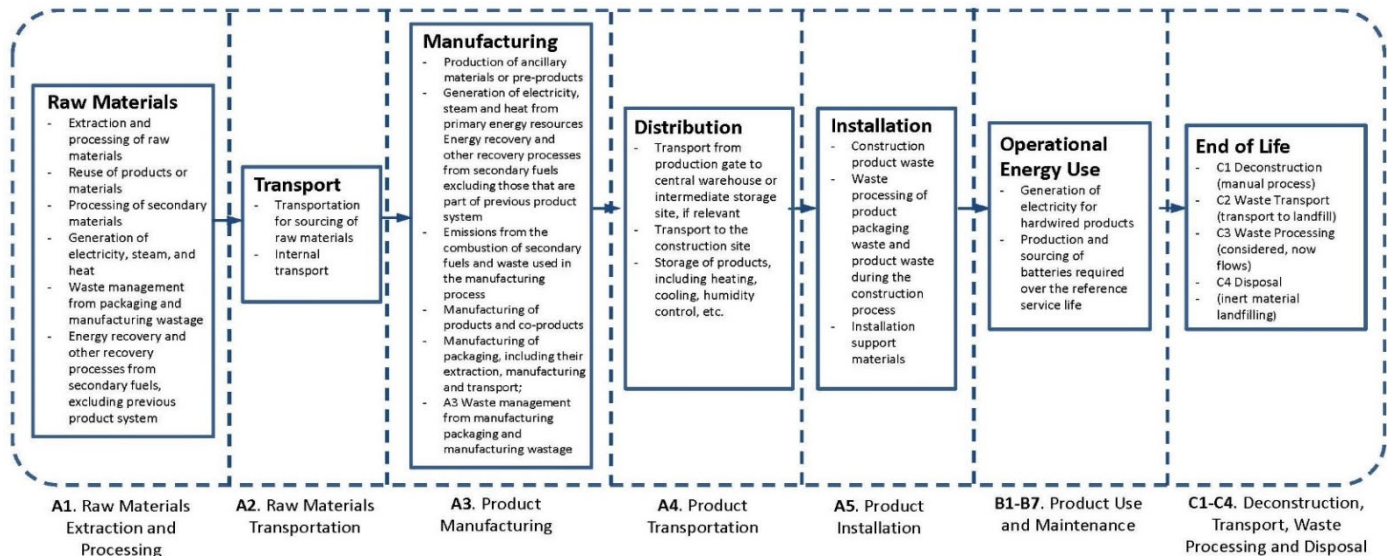 Raw Materials
- Extraction and
processing of raw
materials
- Reuse of products or
materials
- Processing of secondary
materials
- Generation of
electricity, steam, and
heat
- Waste management
from packaging and
manufacturing wastage
- Energy recovery and
other recovery
processes from
secondary fuels,
excluding previous
product system
Transport
- Transportation
for sourcing of
raw materials
- Internal
transport
Manufacturing
- Production of ancillary
materials or pre-products
- Generation of electricity,
steam and heat from
primary energy resources
Energy recovery and
other recovery processes
from secondary fuels
excluding those that are
part of previous product
system
- Emissions from the
combustion of secondary
fuels and waste used in
the manufacturing
process
- Manufacturing of
products and co-products
- Manufacturing of
packaging, including their
extraction, manufacturing
and transport;
- A3 Waste management
from manufacturing
packaging and
manufacturing wastage
Distribution
- Transport from
production gate to
central warehouse or
intermediate storage
site, if relevant
- Transport to the
construction site
- Storage of products,
including heating,
cooling, humidity
control, etc.
Installation
- Construction
product waste
- Waste
processing of
product
packaging
waste and
product waste
during the
construction
process
- Installation
support
materials
Operational
Energy Use
- Generation of
electricity for
hardwired products
- Production and
sourcing of
batteries required
over the reference
service life
End of Life
- C1 Deconstruction
(manual process)
- C2 Waste Transport
(transport to landfill)
- C3 Waste Processing
(considered, now
flows)
- C4 Disposal
- (inert material
landfilling)
A1. Raw Materials
Extraction and
Processing
A2. Raw Materials
Transportation
A3. Product
Manufacturing
A4. Product
Transportation
A5. Product
Installation
B1-B7. Product Use
and Maintenance
C1-C4. Deconstruction,
Transport, Waste
Processing and Disposal